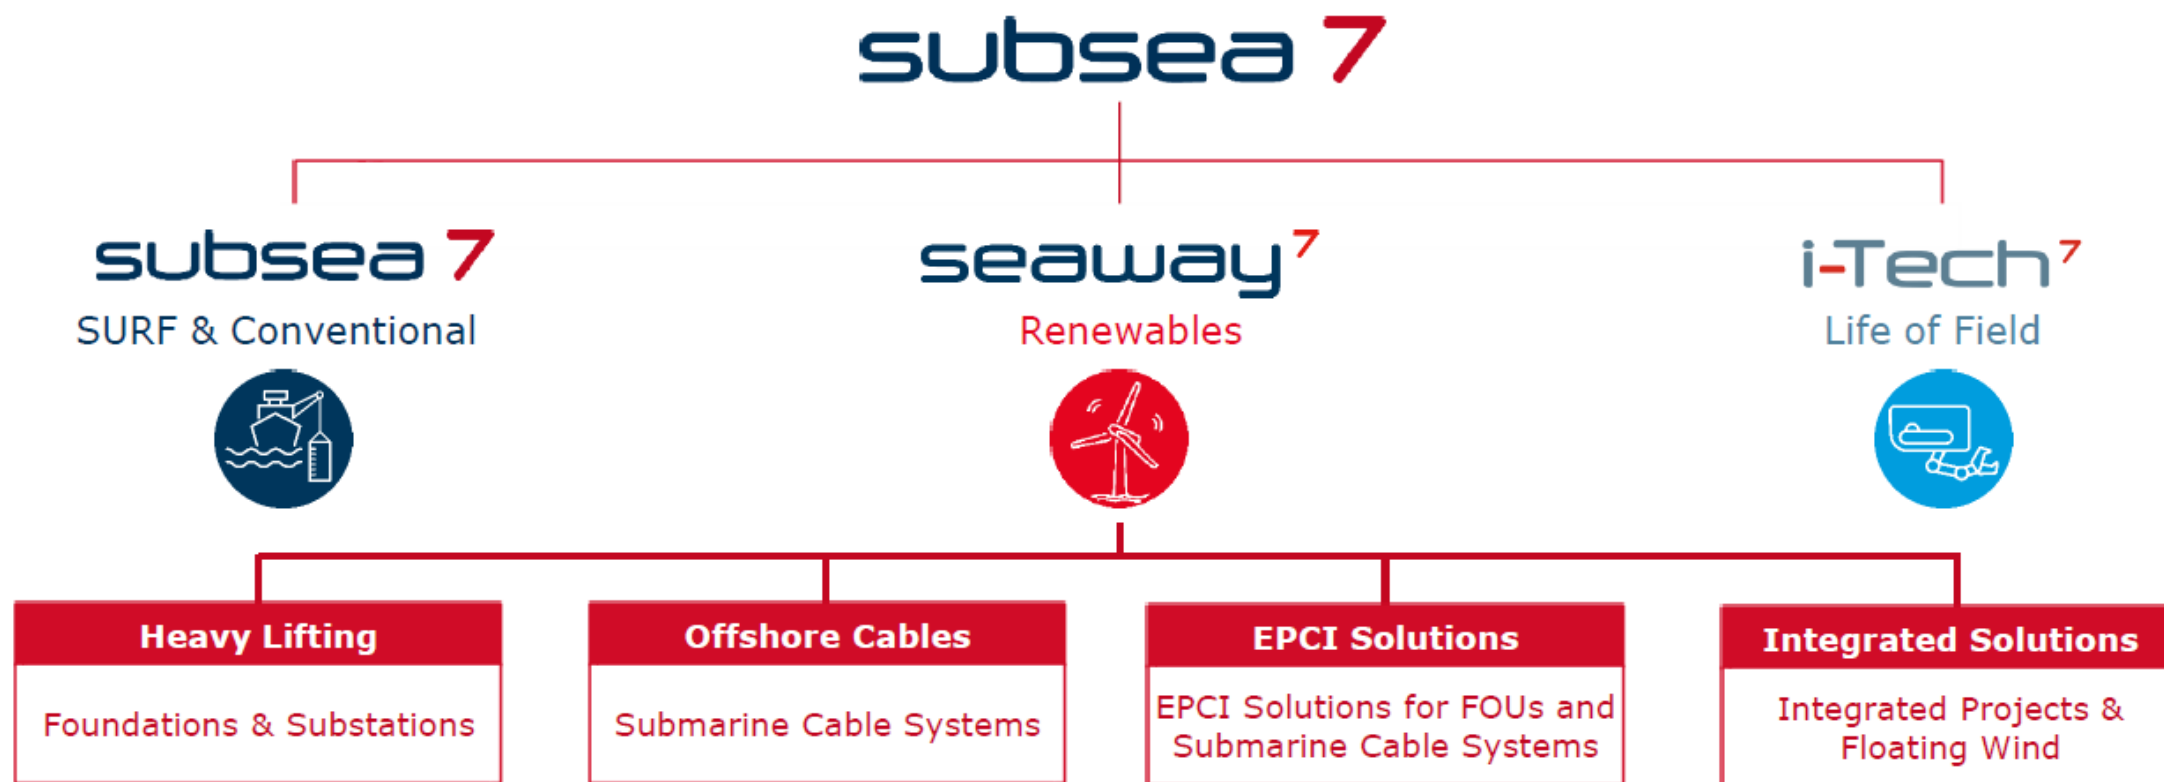 subsea 7
subsea 7
seaway 7
i-Tech 7
SURF & Conventional
Renewables
Life of Field
Heavy Lifting
Offshore Cables
EPCI Solutions
Integrated Solutions
Foundations & Substations
Submarine Cable Systems
EPCI Solutions for FOUs and
Submarine Cable Systems
Integrated Projects &
Floating Wind